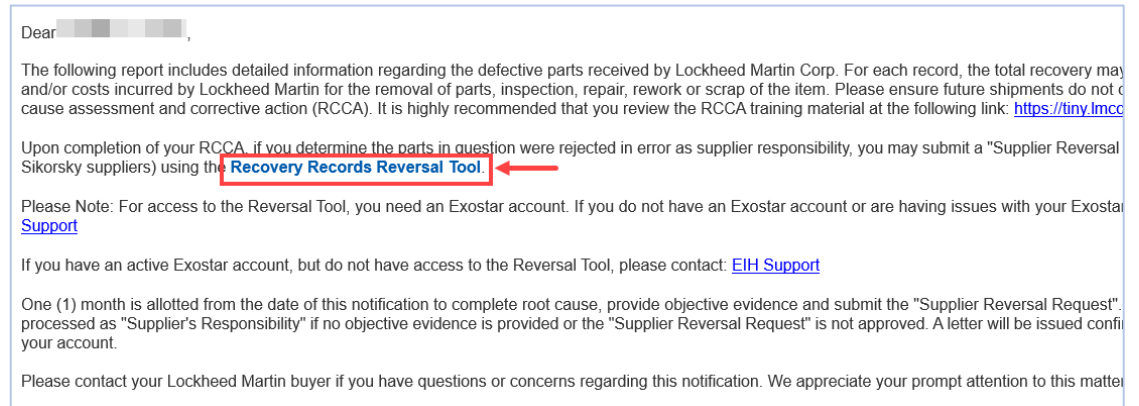 Dear ,
The following report includes detailed information regarding the defective parts received by Lockheed Martin Corp. For each record, the total recovery may
and/or costs incurred by Lockheed Martin for the removal of parts, inspection, repair, rework or scrap of the item. Please ensure future shipments do not
cause assessment and corrective action (RCCA). It is highly recommended that you review the RCCA training material at the following link: https://tiny.lmco
Upon completion of your RCCA, if you determine the parts in question were rejected in error as supplier responsibility, you may submit a "Supplier Reversal
Sikorsky suppliers) using the Recovery Records Reversal Tool.
Please Note: For access to the Reversal Tool, you need an Exostar account. If you do not have an Exostar account or are having issues with your Exostar
Support
If you have an active Exostar account, but do not have access to the Reversal Tool, please contact: EIH Support
One (1) month is allotted from the date of this notification to complete root cause, provide objective evidence and submit the "Supplier Reversal Request".
processed as "Supplier's Responsibility" if no objective evidence is provided or the "Supplier Reversal Request" is not approved. A letter will be issued
your account.
Please contact your Lockheed Martin buyer if you have questions or concerns regarding this notification. We appreciate your prompt attention to this matter